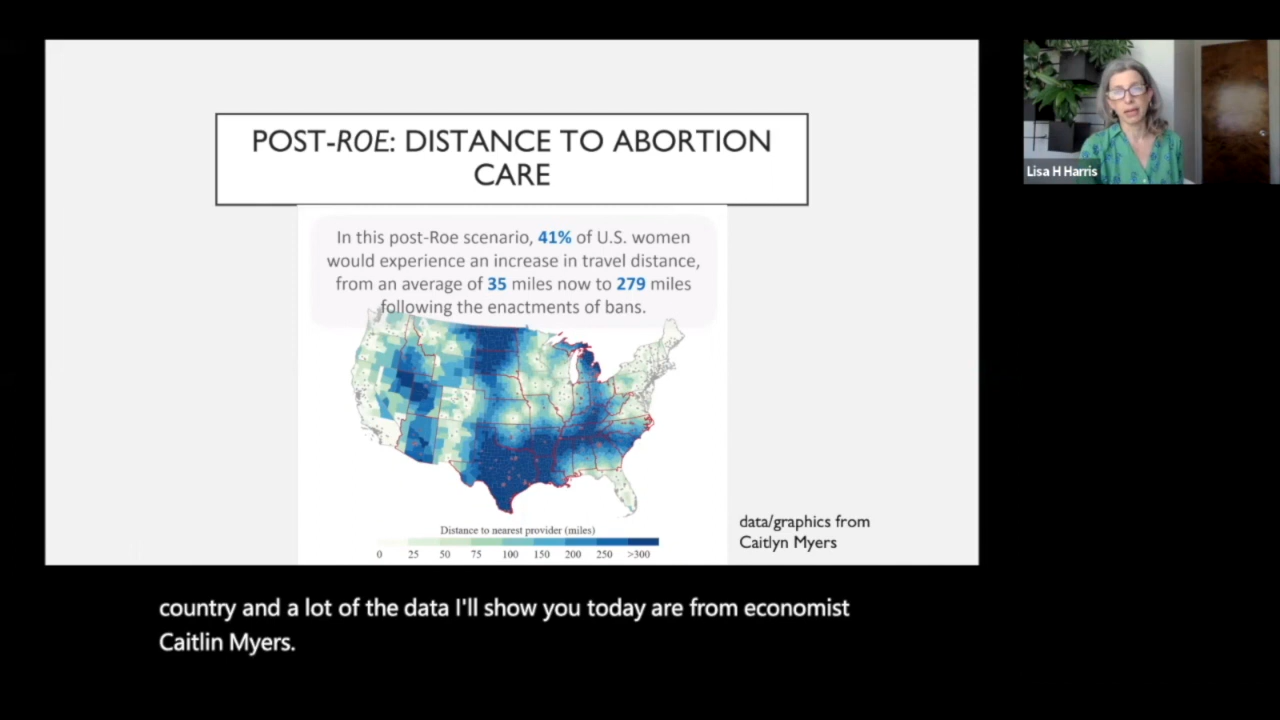 POST-ROE: DISTANCE TO ABORTION
CARE
In this post-Roe scenario, 41% of U.S. women
would experience an increase in travel distance,
from an average of 35 miles now to 279 miles
following the enactments of bans.
Distance to nearest provider (miles)
0 25 50 75 100 150 200 250 >300
data/graphics from
Caitlyn Myers
Lisa H Harris
country and a lot of the data I'll show you today are from economist
Caitlin Myers.